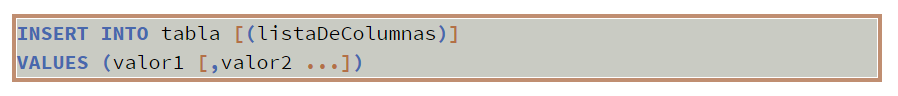 INSERT INTO tabla [(listaDeColumnas)]
VALUES (valor1 [,valor2 ...])